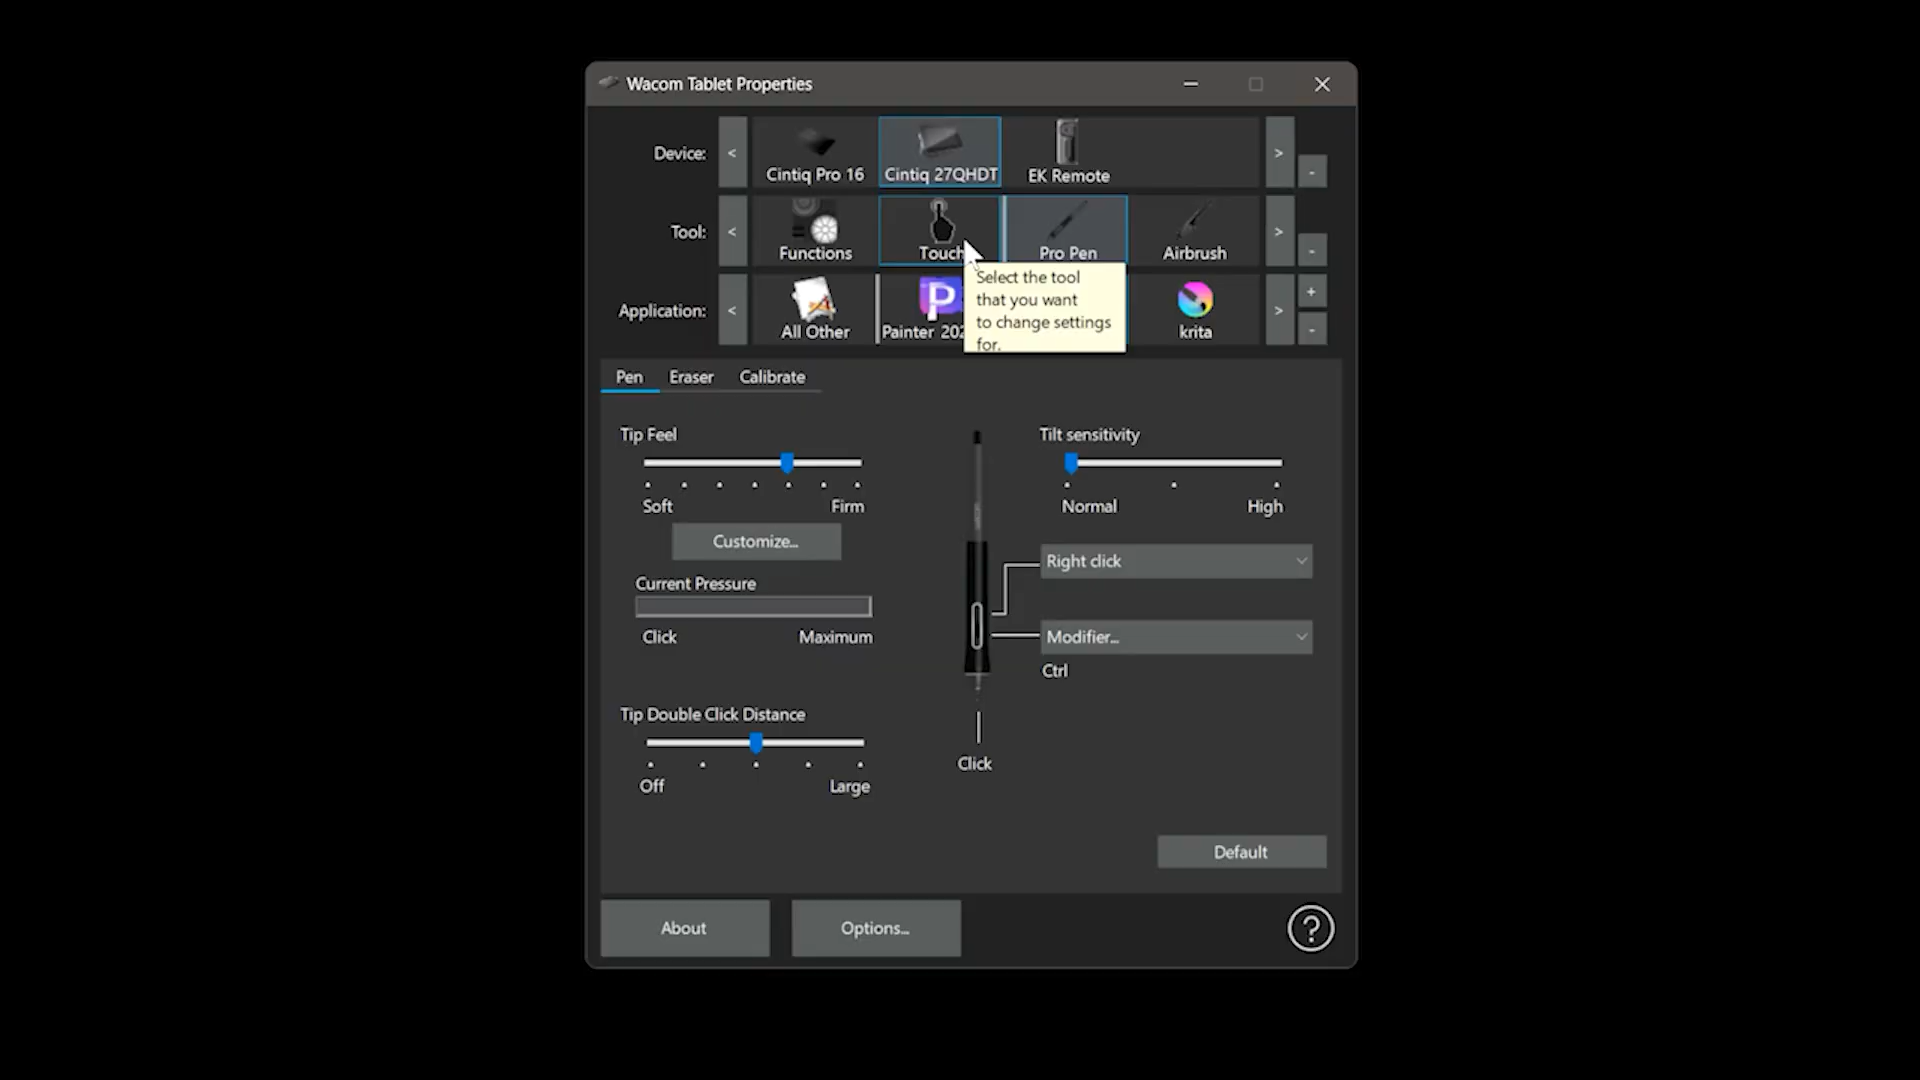 Wacom Tablet Properties
Device:
<
Cintiq Pro 16
Cintiq 27QHDT
EK Remote
>
-
Tool:
<
Functions
Touch
Pro Pen
Airbrush
>
-
Select the tool
that you want
to change settings
for.
Application:
<
All Other
Painter 202
krita
>
+
-
Pen Eraser Calibrate
Tip Feel
Soft Firm
Customize...
Current Pressure
Click Maximum
Tip Double Click Distance
Off Large
Click
Tilt sensitivity
Normal High
Right click
Modifier...
Ctrl
Default
About
Options...
?